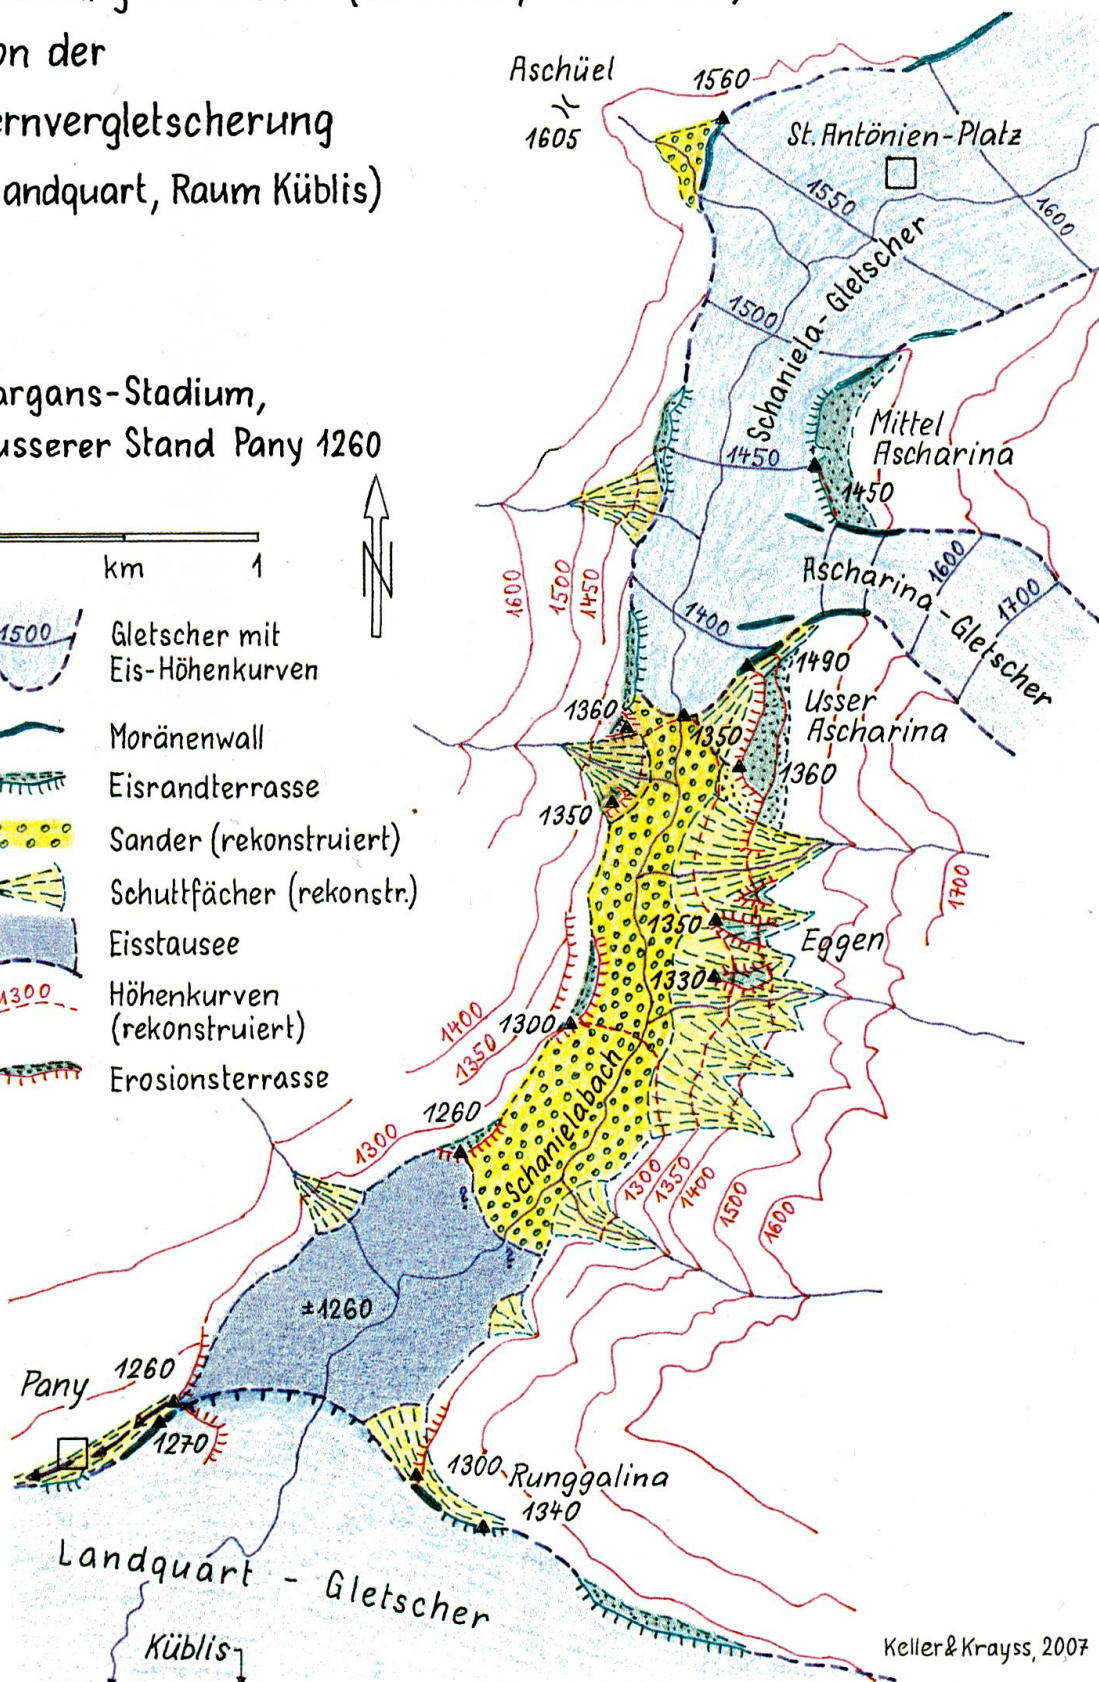 on der
ernvergletscherung
andquart, Raum Küblis)
argans-Stadium,
usserer Stand Pany 1260
km 1
N
1500
Gletscher mit
Eis-Höhenkurven
Moränenwall
Eisrandterrasse
Sander (rekonstruiert)
Schuttfächer (rekonstr.)
Eisstausee
1300
Höhenkurven
(rekonstruiert)
Erosionsterrasse
Aschüel
1605
1560
St. Antönien-Platz
1550
1600
Schaniela-Gletscher
1500
Mittel
Ascharina
1450
1450
1600
1500
1450
Ascharina-Gletscher
1600
1700
1400
1490
Usser
Ascharina
1360
1350
1360
1350
1700
1350
Eggen
1330
1400
1350
1300
Schanielabach
1260
1300
1300
1350
1400
1500
1600
?
?
±1260
Pany
1260
1270
1300
Runggalina
1340
Landquart - Gletscher
Küblis
Keller & Krayss, 2007